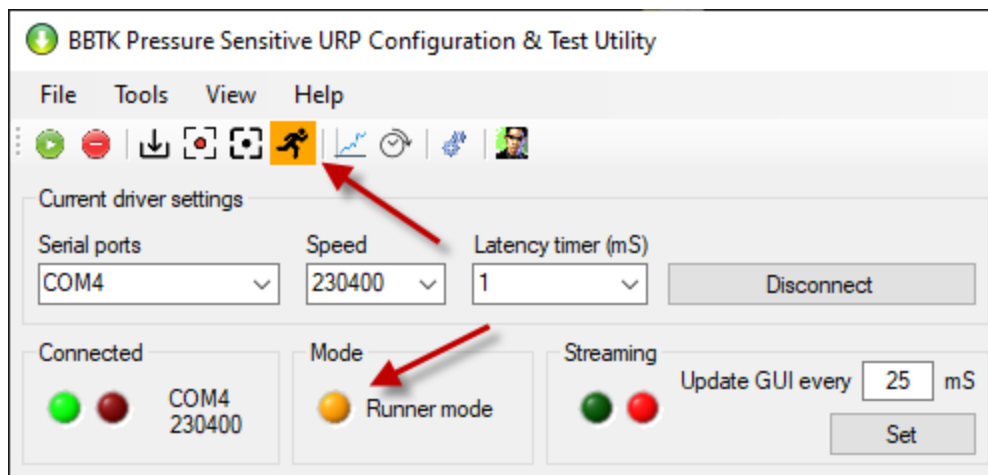 BBTK Pressure Sensitive URP Configuration & Test Utility
File Tools View Help
Current driver settings
Serial ports Speed Latency timer (mS)
COM4 230400 1 Disconnect
Connected Mode Streaming
COM4
230400
Runner mode
Update GUI every 25 mS
Set